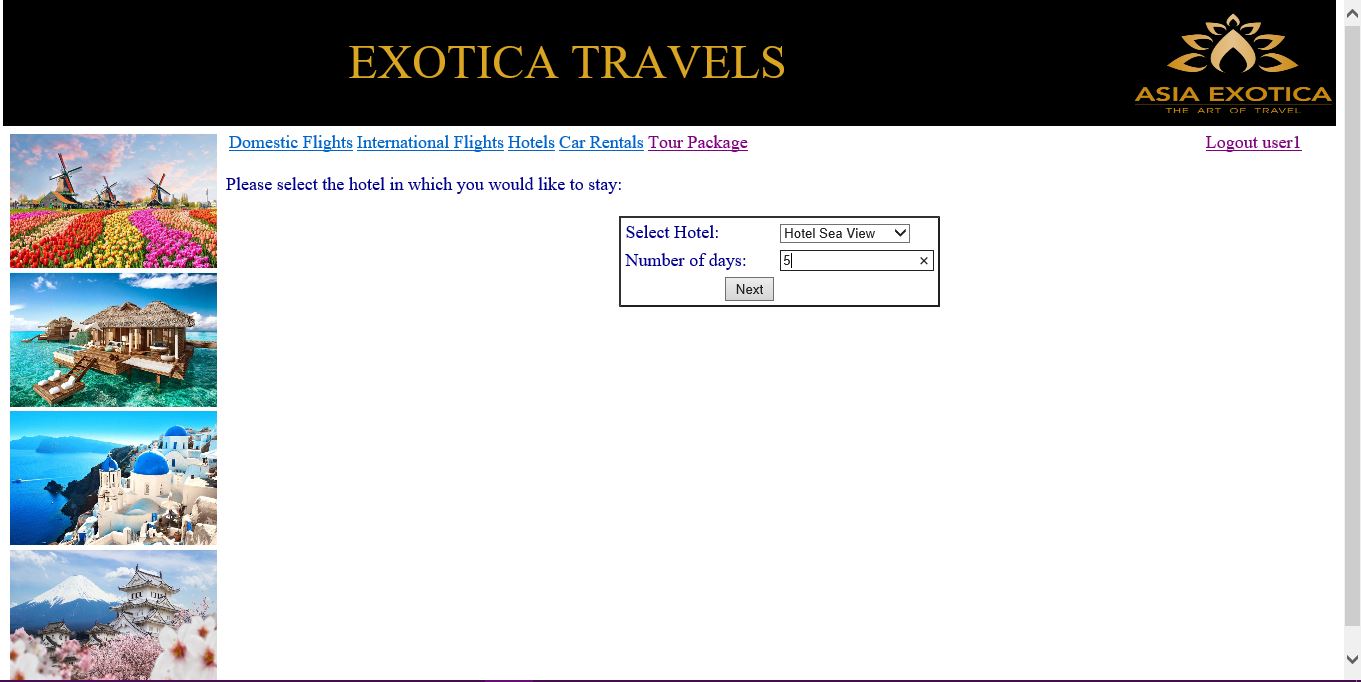 EXOTICA TRAVELS
ASIA EXOTICA
THE ART OF TRAVEL
Domestic Flights International Flights Hotels Car Rentals Tour Package Logout user1
Please select the hotel in which you would like to stay:
Select Hotel: Hotel Sea View
Number of days: 5
Next